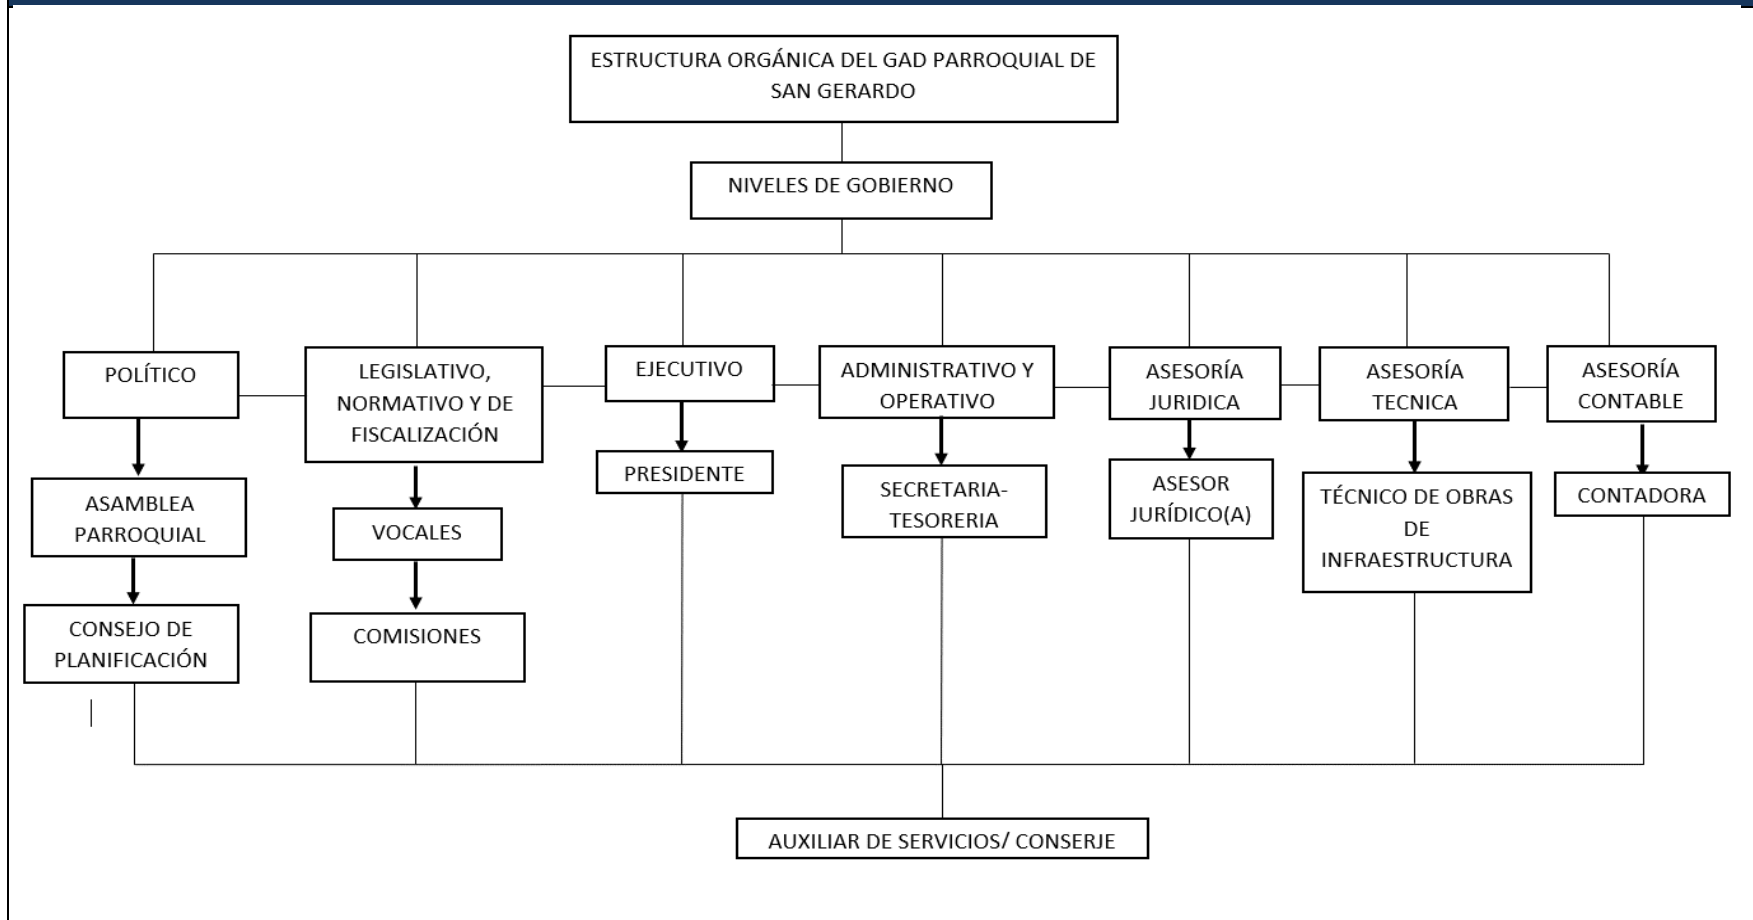 ESTRUCTURA ORGÁNICA DEL GAD PARROQUIAL DE
SAN GERARDO
NIVELES DE GOBIERNO
POLÍTICO
LEGISLATIVO,
NORMATIVO Y DE
FISCALIZACIÓN
EJECUTIVO
ADMINISTRATIVO Y
OPERATIVO
ASESORÍA
JURIDICA
ASESORÍA
TECNICA
ASESORÍA
CONTABLE
ASAMBLEA
PARROQUIAL
VOCALES
PRESIDENTE
SECRETARIA-
TESORERIA
ASESOR
JURÍDICO(A)
TÉCNICO DE OBRAS
DE
INFRAESTRUCTURA
CONTADORA
CONSEJO DE
PLANIFICACIÓN
COMISIONES
AUXILIAR DE SERVICIOS/ CONSERJE